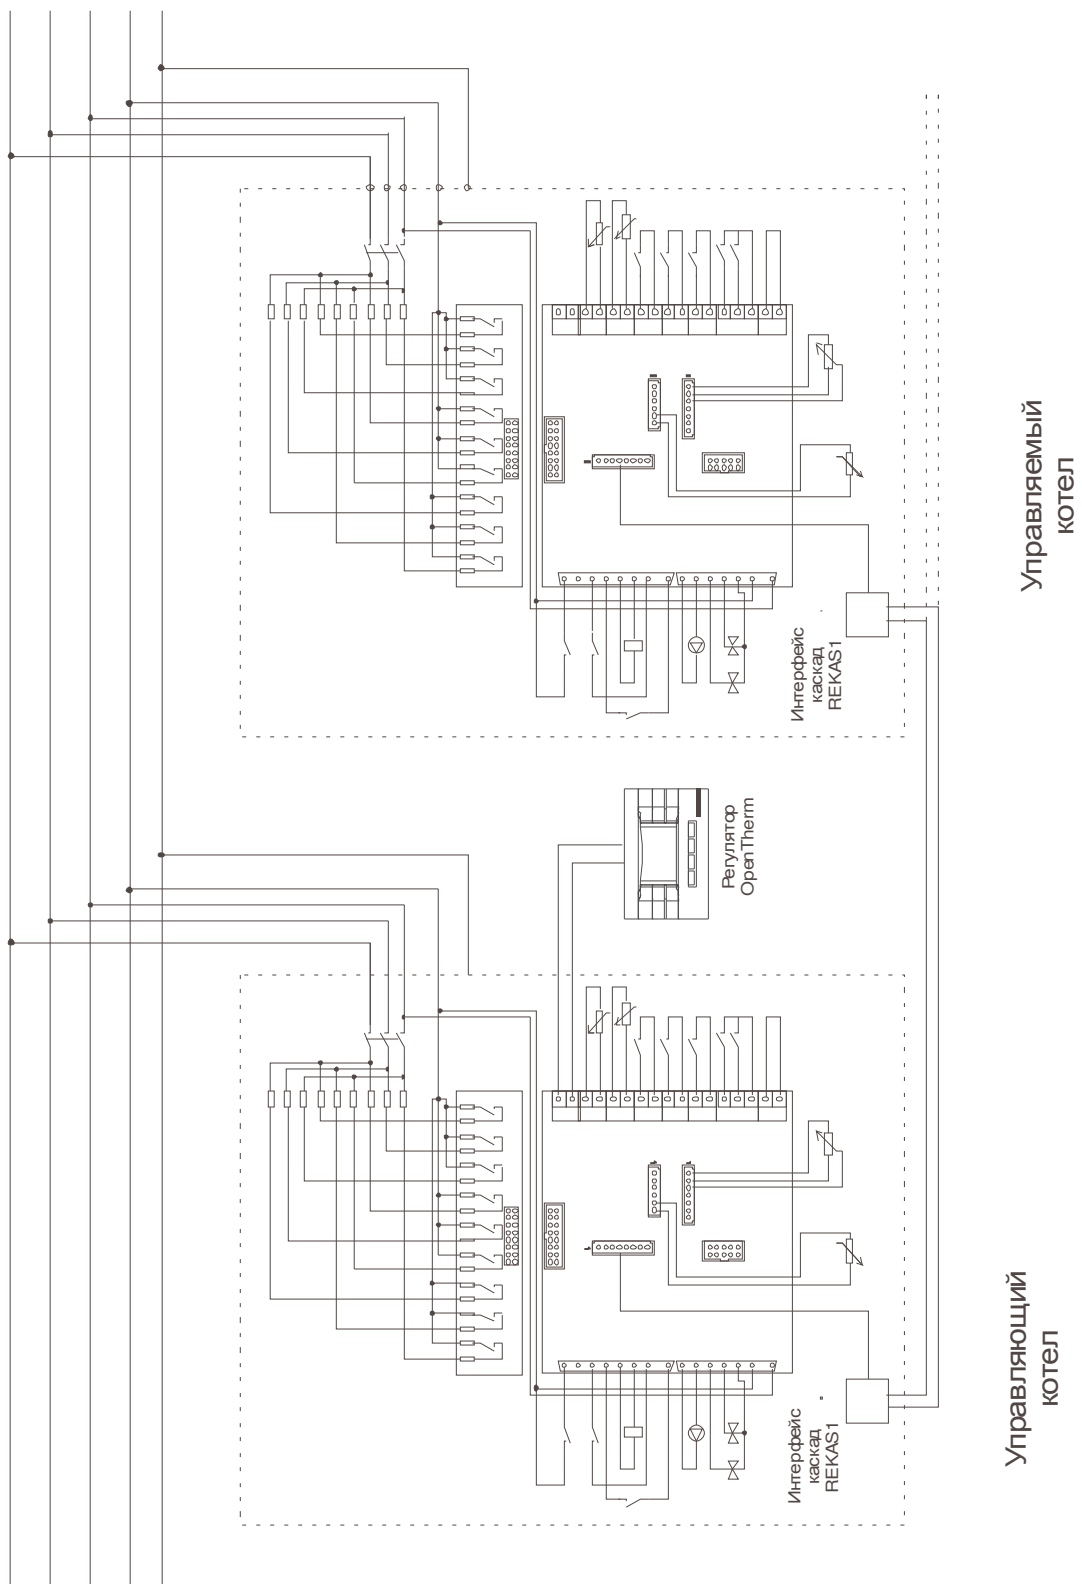 Управляемый
котел
Интерфейс
каскад
REKAS1
Регулятор
OpenTherm
Интерфейс
каскад
REKAS1
Управляющий
котел